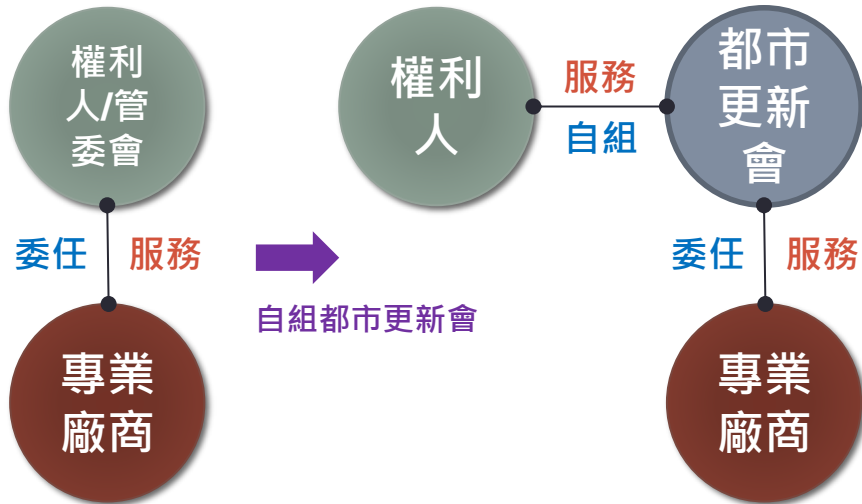 權利
人/管
委會
委任
服務
專業
廠商
自組都市更新會
權利
人
服務
自組
都市
更新
會
委任
服務
專業
廠商